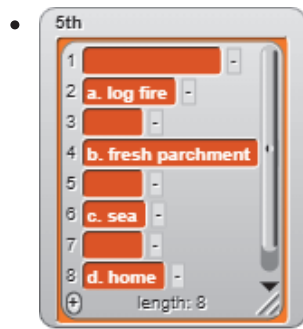 5th
1 -
2 a. log fire -
3 -
4 b. fresh parchment
5 -
6 c. sea -
7 -
8 d. home -
+ length: 8